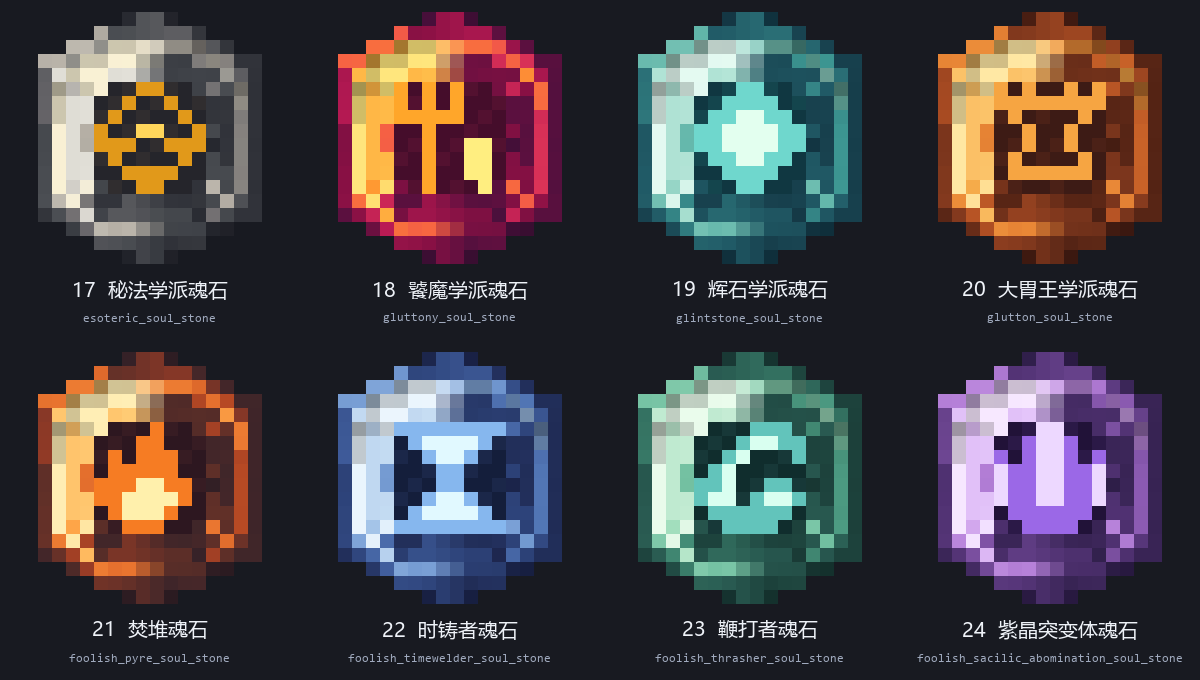 17 秘法学派魂石
esoteric_soul_stone
18 饕魔学派魂石
gluttony_soul_stone
19 辉石学派魂石
glintstone_soul_stone
20 大胃王学派魂石
glutton_soul_stone
21 焚堆魂石
foolish_pyre_soul_stone
22 时铸者魂石
foolish_timewelder_soul_stone
23 鞭打者魂石
foolish_thrasher_soul_stone
24 紫晶突变体魂石
foolish_sacilic_abomination_soul_stone